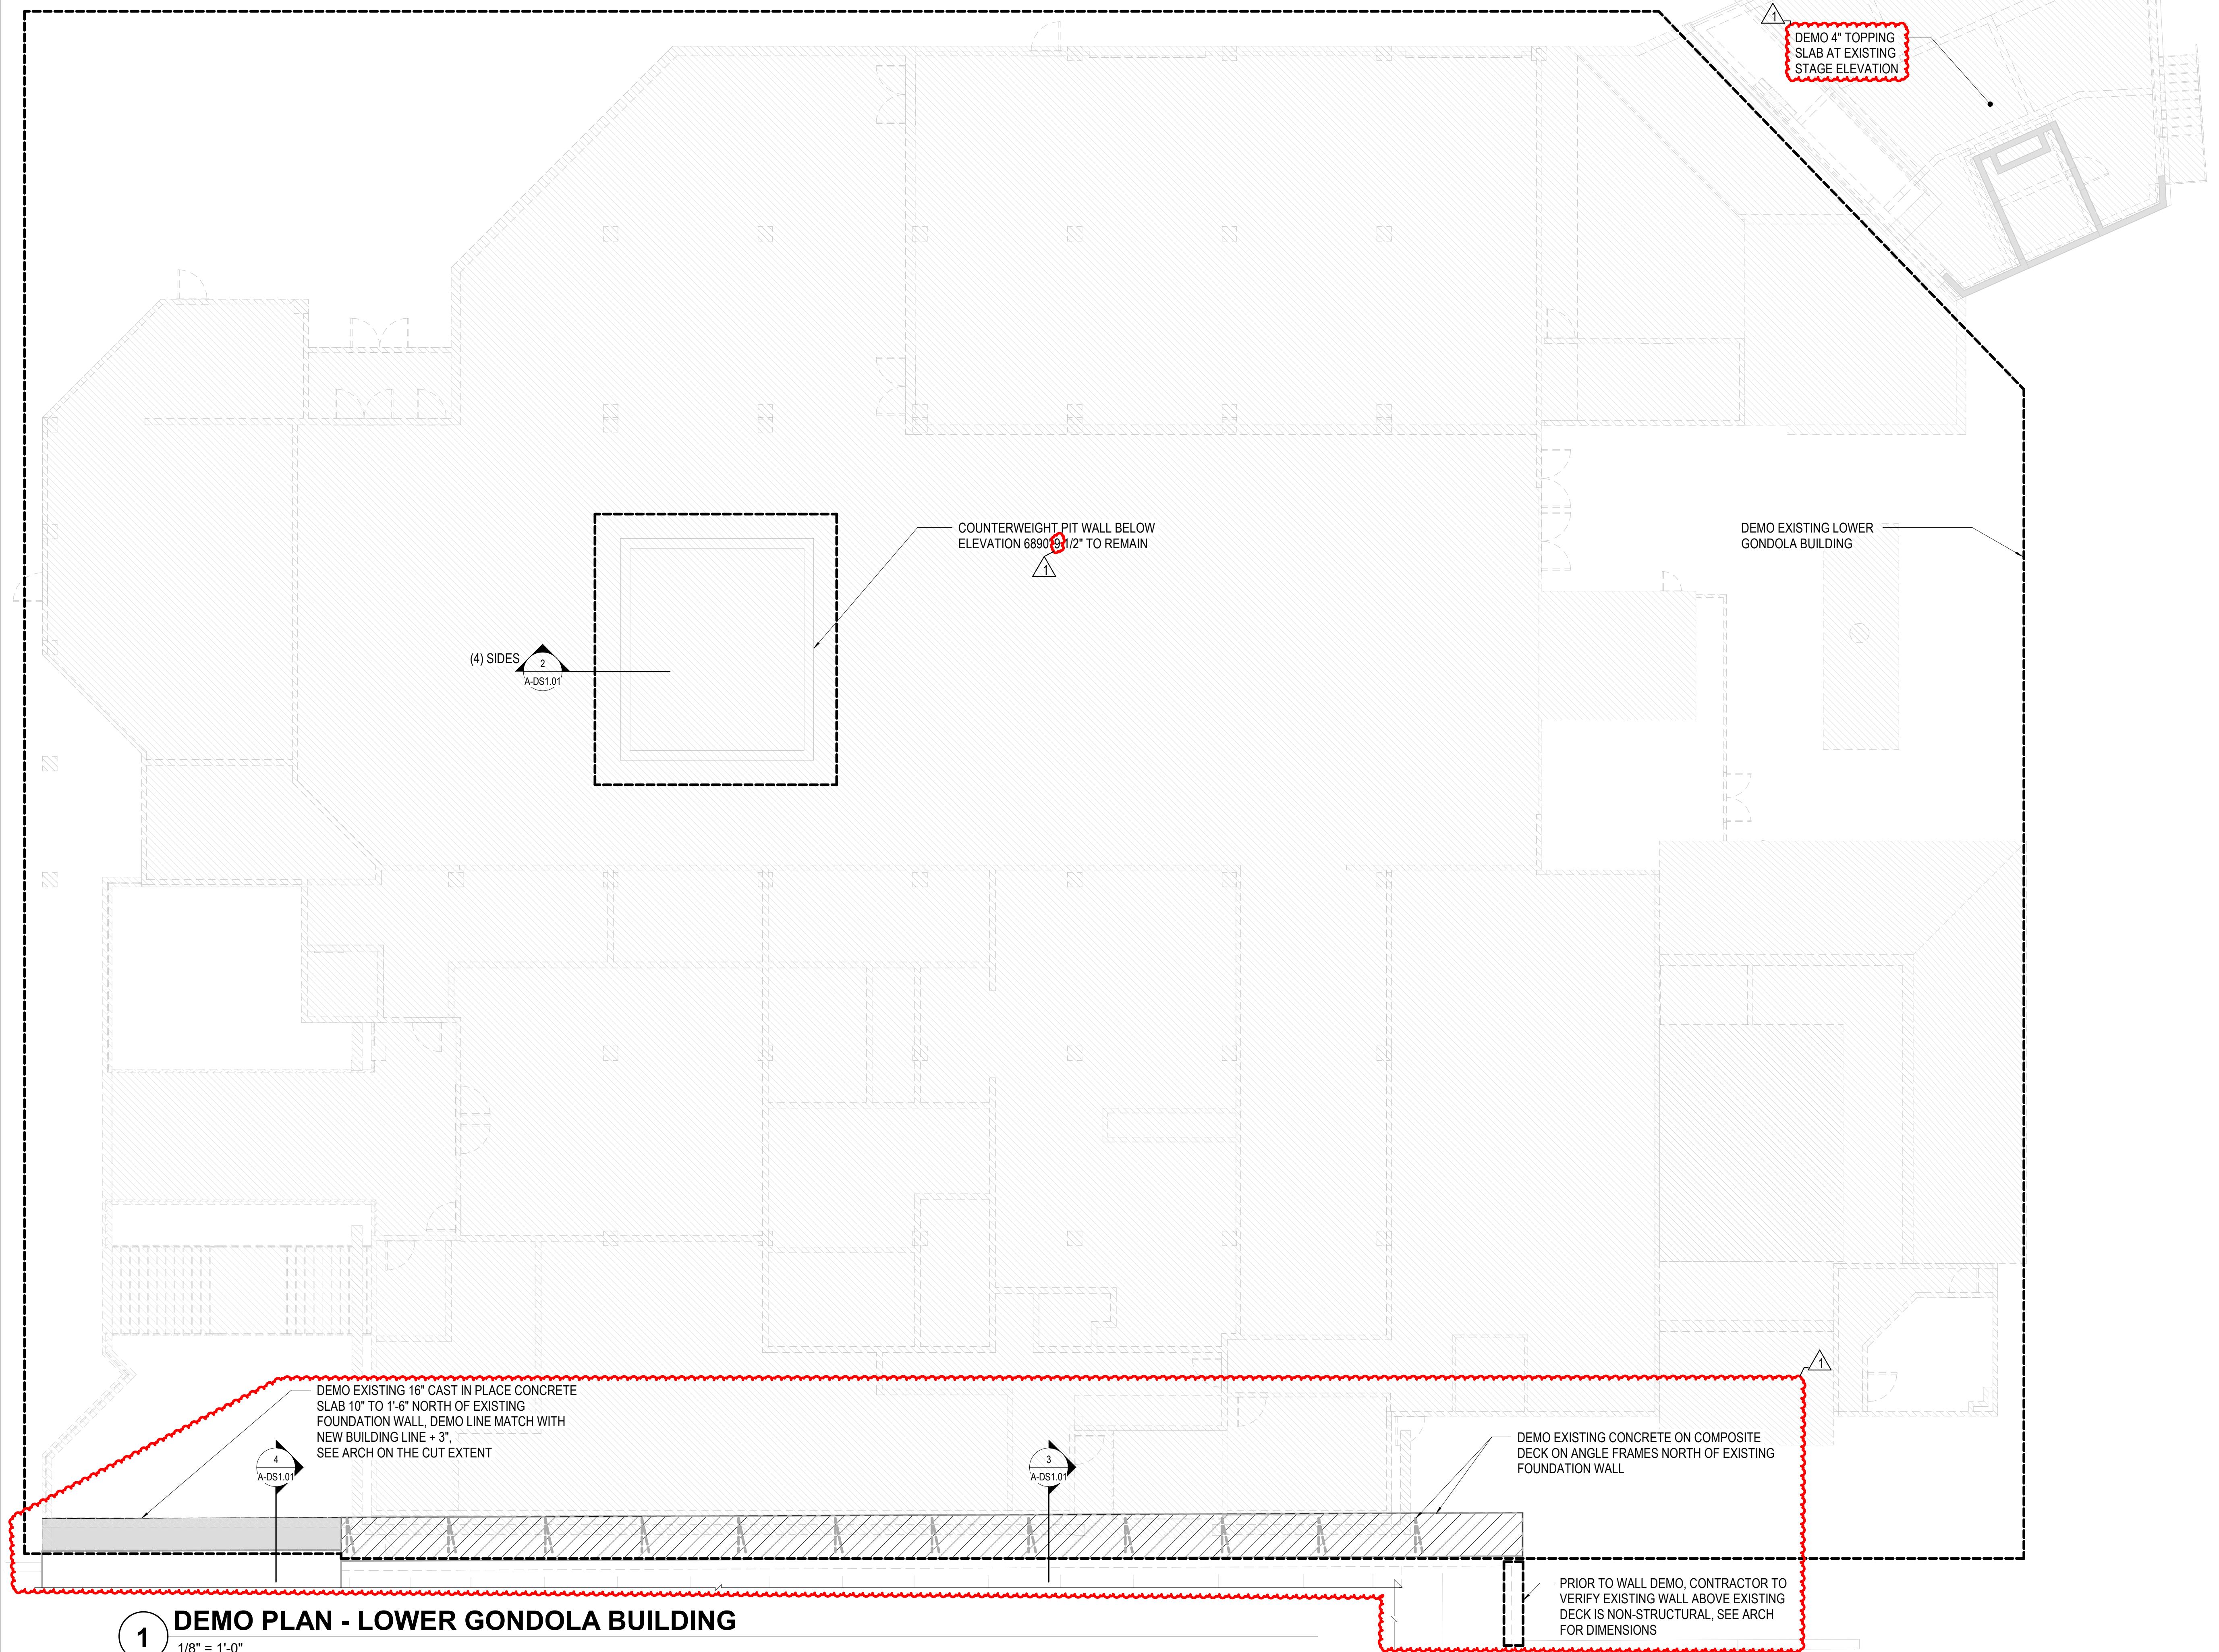 1
DEMO 4" TOPPING
SLAB AT EXISTING
STAGE ELEVATION
COUNTERWEIGHT PIT WALL BELOW
1/2" TO REMAIN
ELEVATION
1
DEMO EXISTING LOWER
GONDOLA BUILDING
(4) SIDES
2
A-DS1.01
1
DEMO EXISTING 16" CAST IN PLACE CONCRETE
SLAB 10" TO 1'-6" NORTH OF EXISTING
FOUNDATION WALL, DEMO LINE MATCH WITH
NEW BUILDING LINE + 3",
SEE ARCH ON THE CUT EXTENT
4
A-DS1.01
3
A-DS1.01
DEMO EXISTING CONCRETE ON COMPOSITE
DECK ON ANGLE FRAMES NORTH OF EXISTING
FOUNDATION WALL
PRIOR TO WALL DEMO, CONTRACTOR TO
VERIFY EXISTING WALL ABOVE EXISTING
DECK IS NON-STRUCTURAL, SEE ARCH
FOR DIMENSIONS
1
DEMO PLAN - LOWER GONDOLA BUILDING
1/8" = 1'-0"